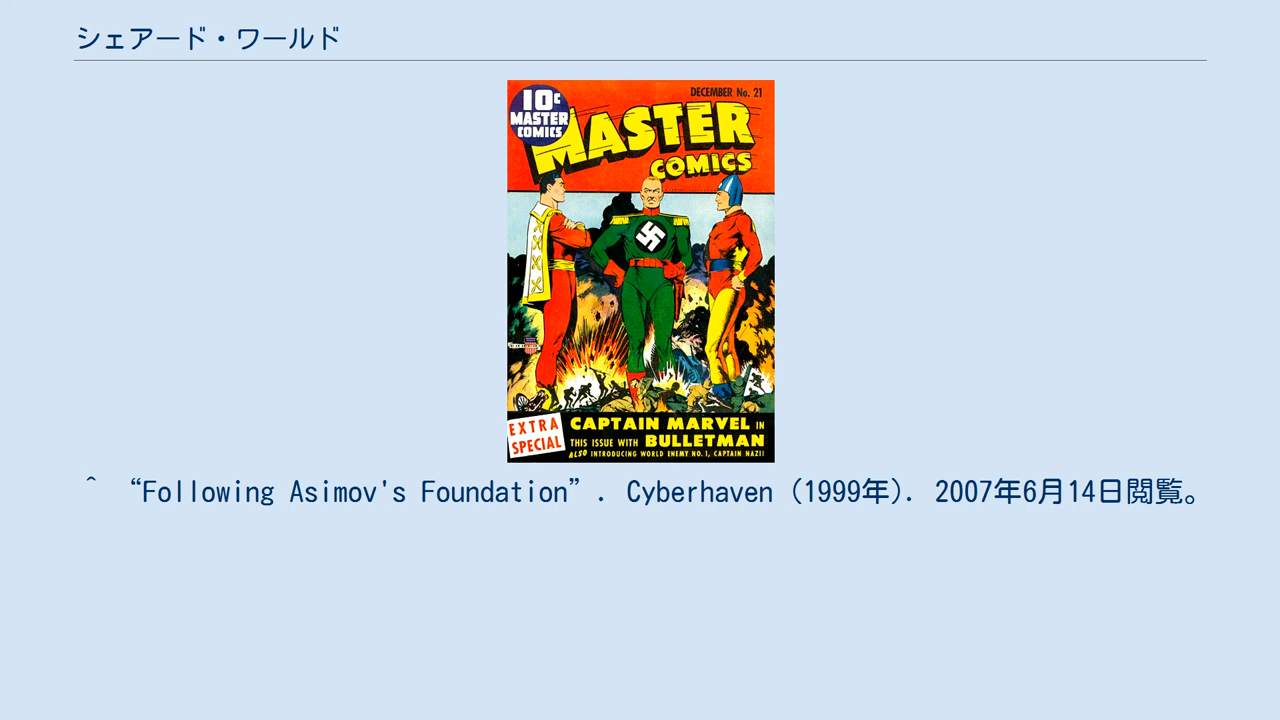 シェアード・ワールド
DECEMBER No. 21
10¢
MASTER
COMICS
MASTER
COMICS
EXTRA
SPECIAL
CAPTAIN MARVEL IN
THIS ISSUE WITH BULLETMAN
ALSO INTRODUCING WORLD ENEMY NO. 1, CAPTAIN NAZI!
^ “Following Asimov's Foundation”. Cyberhaven (1999年). 2007年6月14日閲覧。